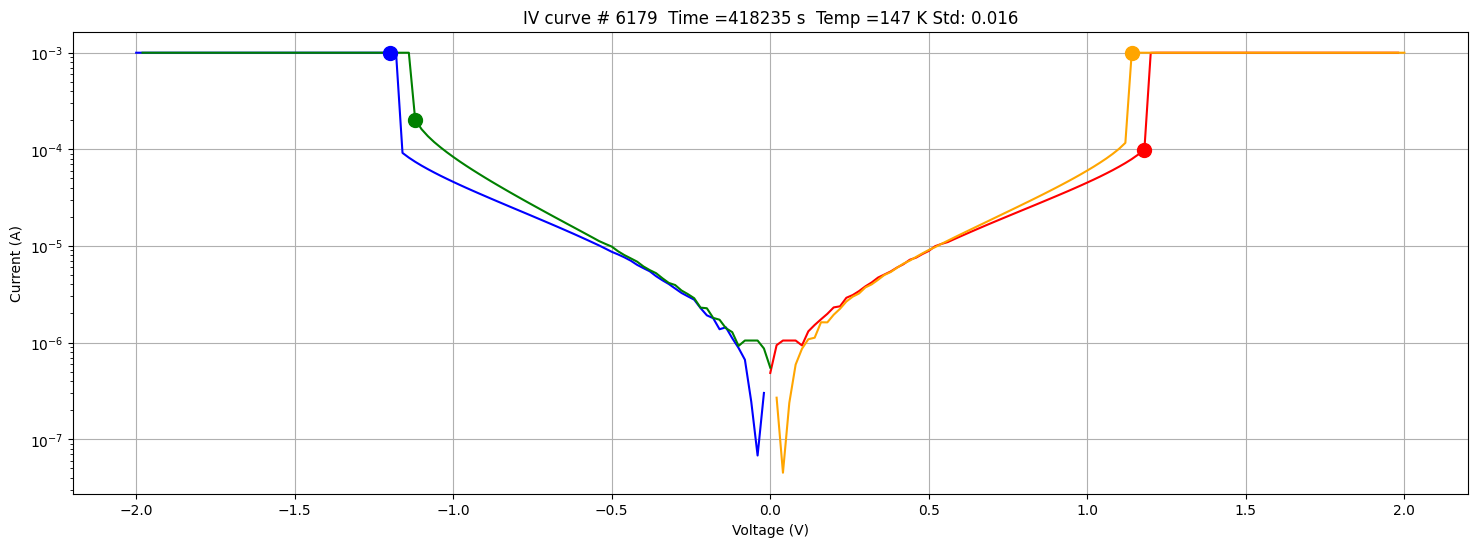 IV curve # 6179  Time =418235 s  Temp =147 K Std: 0.016
Current (A)
10⁻³
10⁻⁴
10⁻⁵
10⁻⁶
10⁻⁷
−2.0 −1.5 −1.0 −0.5 0.0 0.5 1.0 1.5 2.0
Voltage (V)